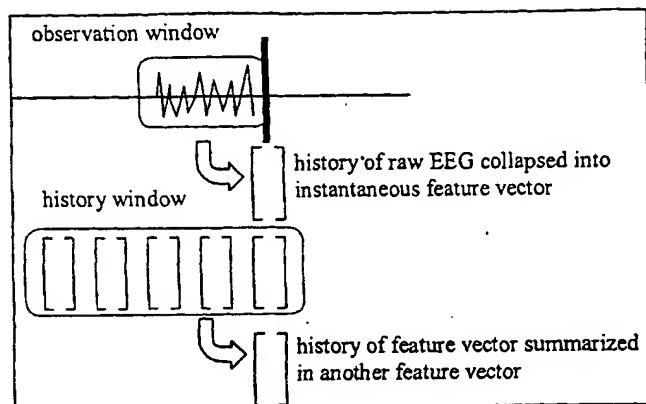 observation window
history of raw EEG collapsed into
instantaneous feature vector
history window
history of feature vector summarized
in another feature vector